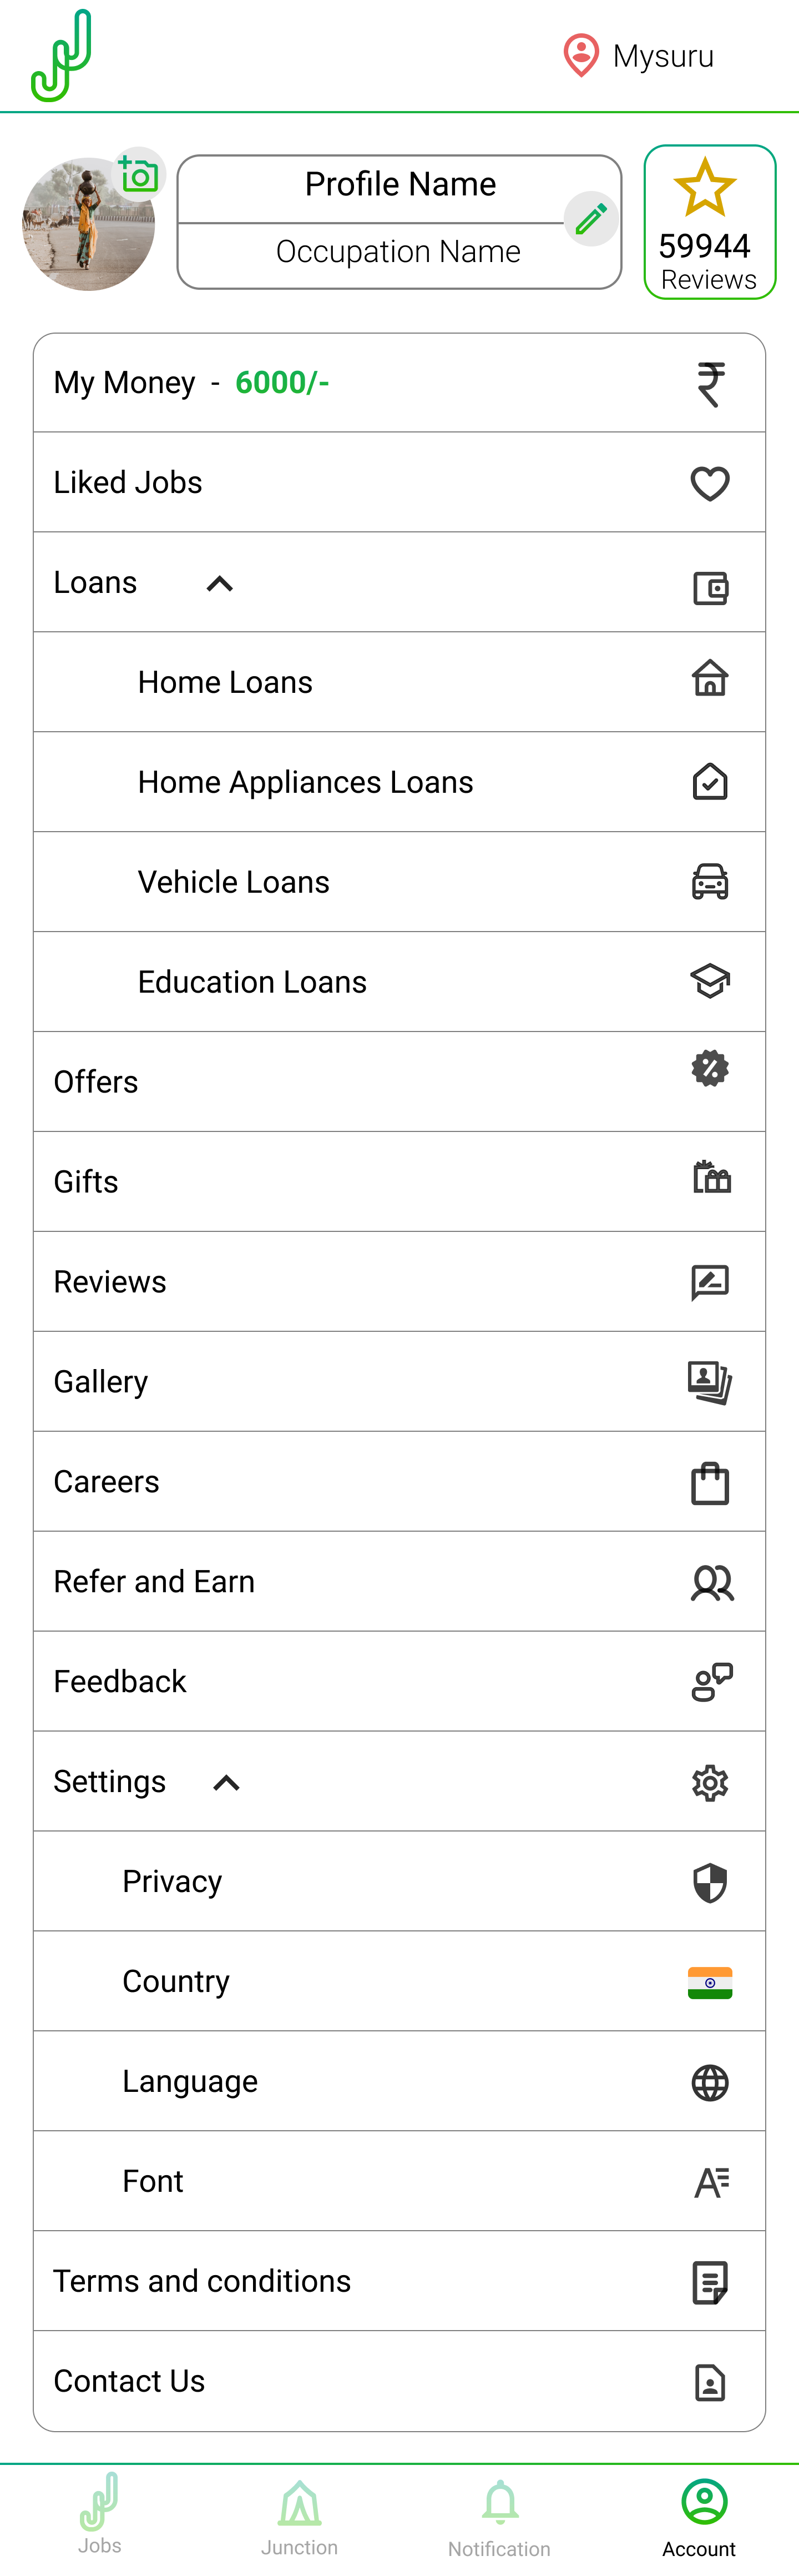 Mysuru
Profile Name
Occupation Name
59944
Reviews
My Money - 6000/-
Liked Jobs
Loans
Home Loans
Home Appliances Loans
Vehicle Loans
Education Loans
Offers
Gifts
Reviews
Gallery
Careers
Refer and Earn
Feedback
Settings
Privacy
Country
Language
Font
Terms and conditions
Contact Us
Jobs Junction Notification Account